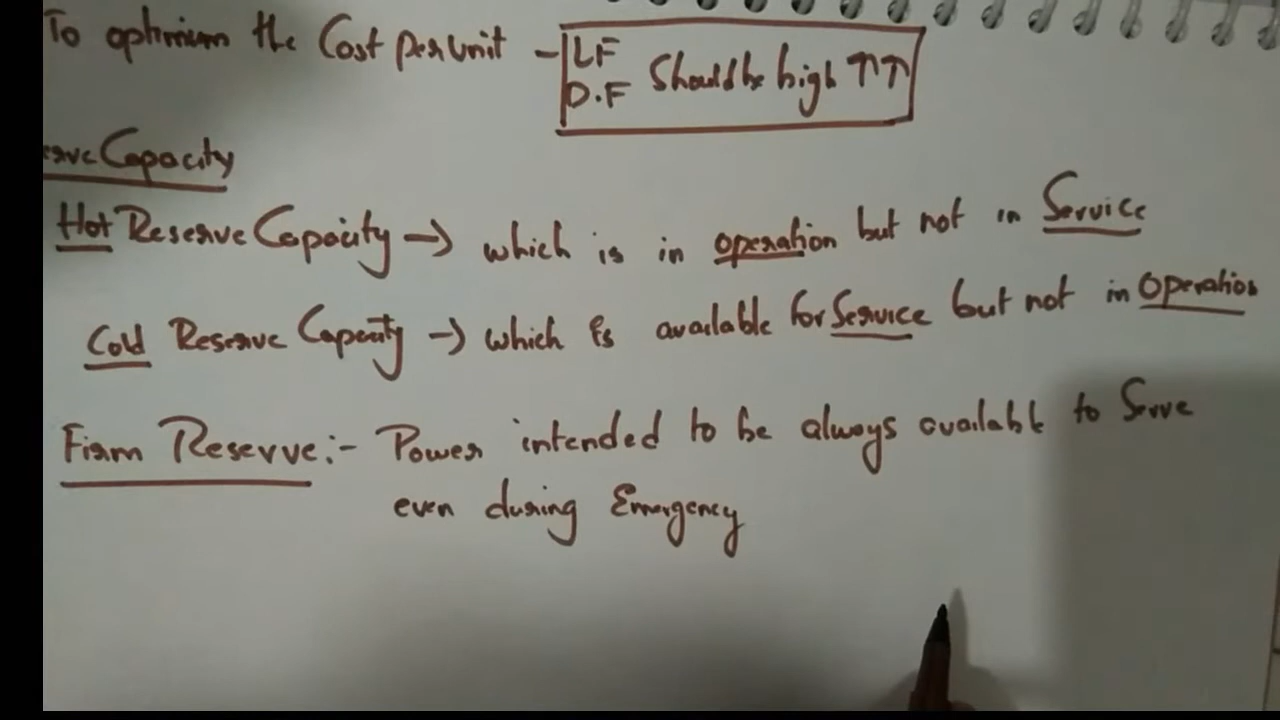 To optimium the Cost per unit - LF
D.F Should be high ↑↑
erve Capacity
Hot Reserve Capacity → which is in operation but not in Service
Cold Reserve Capacity → which is available for Service but not in Operation
Firm Reserve:- Power intended to be always available to Serve
even during Emergency